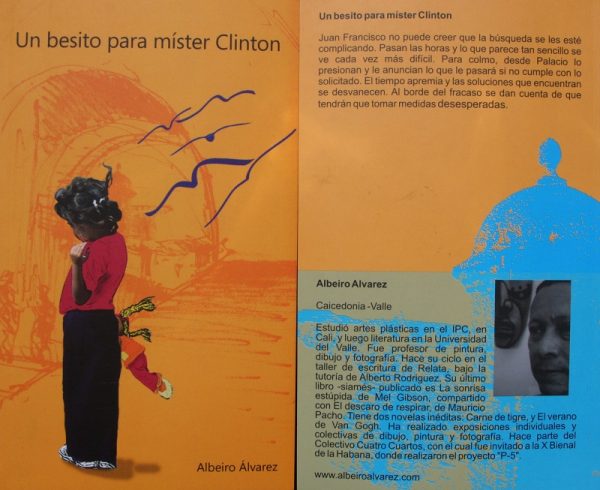 Un besito para míster Clinton
Albeiro Álvarez
Un besito para míster Clinton
Juan Francisco no puede creer que la búsqueda se les esté
complicando. Pasan las horas y lo que parece tan sencillo se
ve cada vez más difícil. Para colmo, desde Palacio lo
presionan y le anuncian lo que le pasará si no cumple con lo
solicitado. El tiempo apremia y las soluciones que encuentran
se desvanecen. Al borde del fracaso se dan cuenta de que
tendrán que tomar medidas desesperadas.
Albeiro Alvarez
Caicedonia -Valle
Estudió artes plásticas en el IPC, en
Cali, y luego literatura en la Universidad
del Valle. Fue profesor de pintura,
dibujo y fotografía. Hace su ciclo en el
taller de escritura de Relata, bajo la
tutoría de Alberto Rodriguez. Su último
libro -siamés- publicado es La sonrisa
estúpida de Mel Gibson, compartido
con El descaro de respirar, de Mauricio
Pacho. Tiene dos novelas inéditas: Carne de tigre, y El verano
de Van Gogh. Ha realizado exposiciones individuales y
colectivas de dibujo, pintura y fotografía. Hace parte del
Colectivo Cuatro Cuartos, con el cual fue invitado a la X Bienal
de la Habana, donde realizaron el proyecto "P-5".
www.albeiroalvarez.com